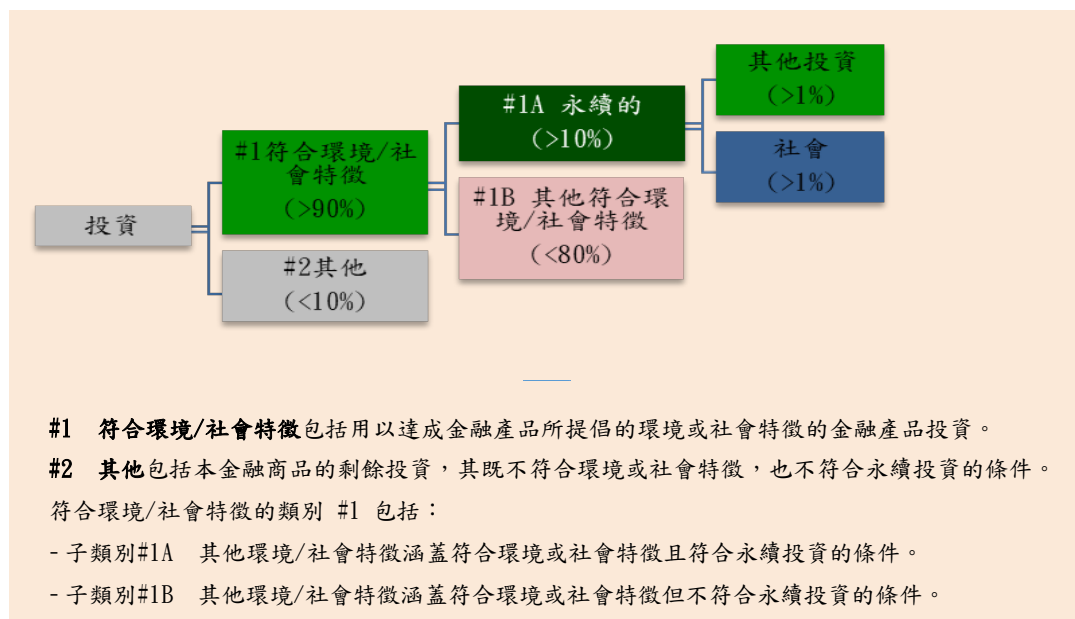 投資
#1符合環境/社
會特徵
(>90%)
#2其他
(<10%)
#1A 永續的
(>10%)
#1B 其他符合環
境/社會特徵
(<80%)
其他投資
(>1%)
社會
(>1%)
#1 符合環境/社會特徵包括用以達成金融產品所提倡的環境或社會特徵的金融產品投資。
#2 其他包括本金融商品的剩餘投資，其既不符合環境或社會特徵，也不符合永續投資的條件。
符合環境/社會特徵的類別 #1 包括：
- 子類別#1A 其他環境/社會特徵涵蓋符合環境或社會特徵且符合永續投資的條件。
- 子類別#1B 其他環境/社會特徵涵蓋符合環境或社會特徵但不符合永續投資的條件。